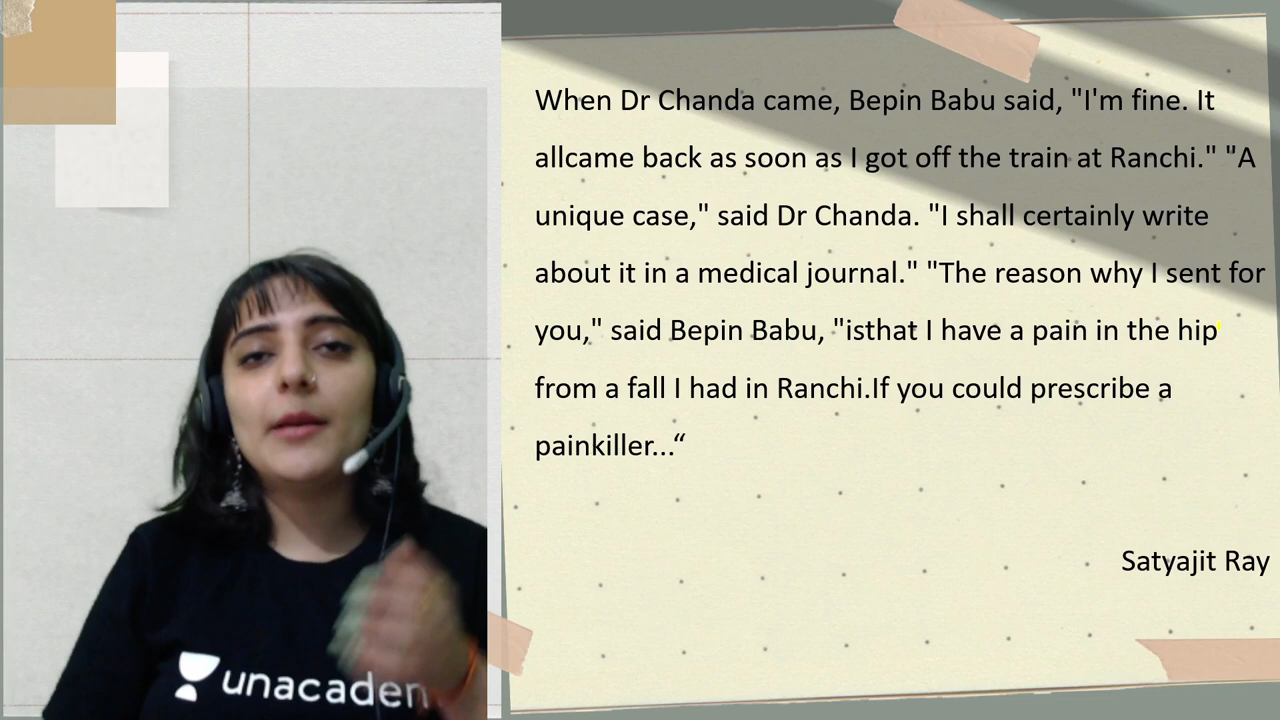 When Dr Chanda came, Bepin Babu said, "I'm fine. It
allcame back as soon as I got off the train at Ranchi." "A
unique case," said Dr Chanda. "I shall certainly write
about it in a medical journal." "The reason why I sent for
you," said Bepin Babu, "isthat I have a pain in the hip
from a fall I had in Ranchi.If you could prescribe a
painkiller...“
Satyajit Ray
unacadem